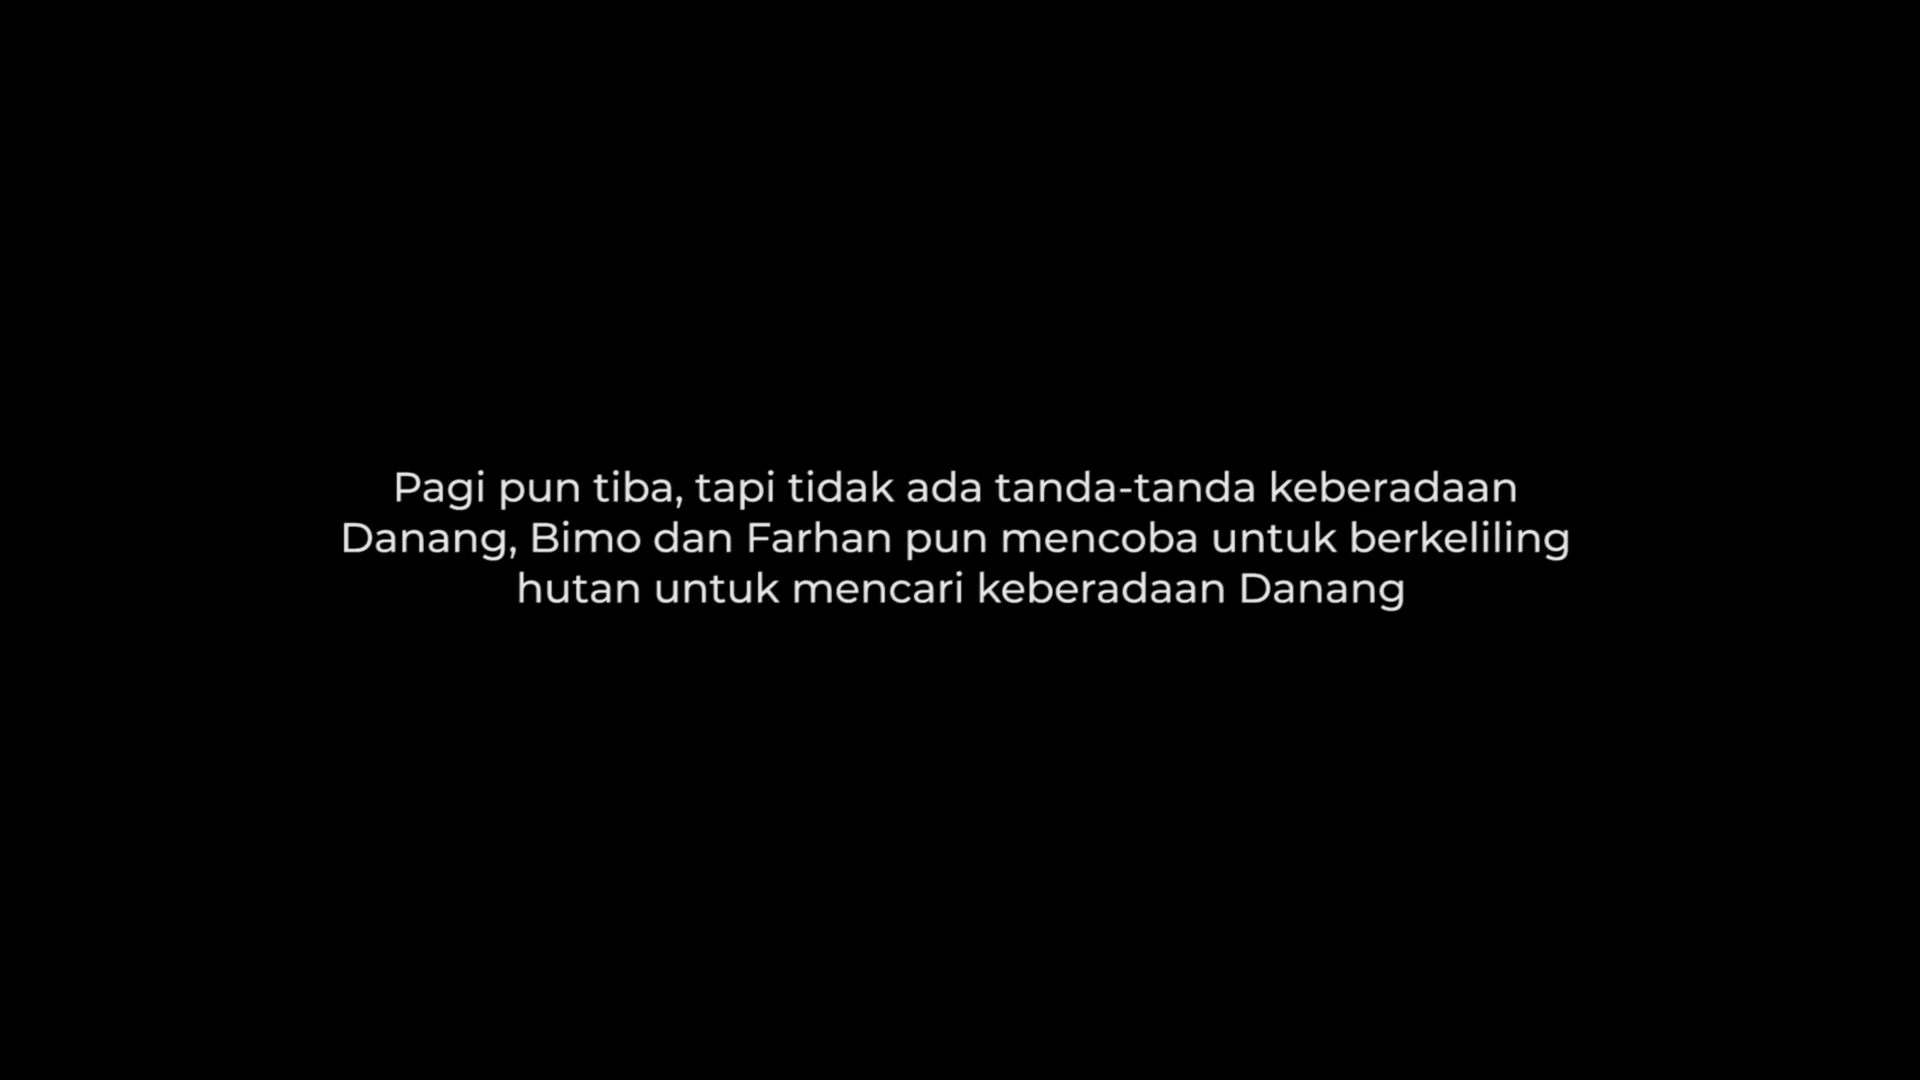 Pagi pun tiba, tapi tidak ada tanda-tanda keberadaan
Danang, Bimo dan Farhan pun mencoba untuk berkeliling
hutan untuk mencari keberadaan Danang